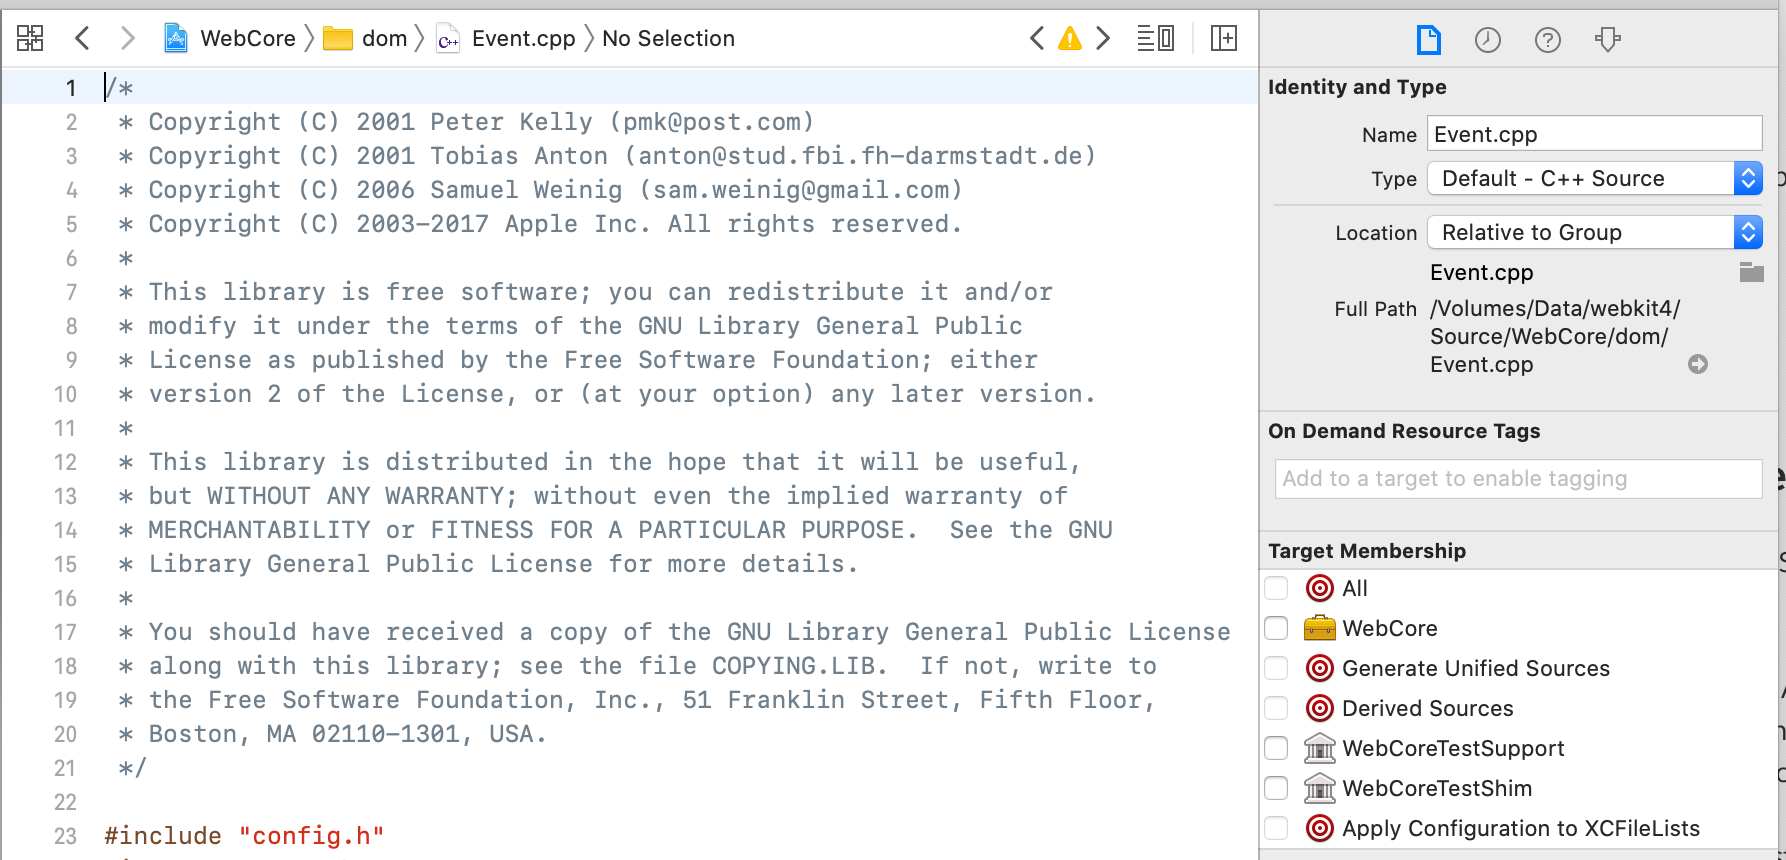 WebCore dom Event.cpp No Selection
1 /*
2 * Copyright (C) 2001 Peter Kelly (pmk@post.com)
3 * Copyright (C) 2001 Tobias Anton (anton@stud.fbi.fh-darmstadt.de)
4 * Copyright (C) 2006 Samuel Weinig (sam.weinig@gmail.com)
5 * Copyright (C) 2003-2017 Apple Inc. All rights reserved.
6 *
7 * This library is free software; you can redistribute it and/or
8 * modify it under the terms of the GNU Library General Public
9 * License as published by the Free Software Foundation; either
10 * version 2 of the License, or (at your option) any later version.
11 *
12 * This library is distributed in the hope that it will be useful,
13 * but WITHOUT ANY WARRANTY; without even the implied warranty of
14 * MERCHANTABILITY or FITNESS FOR A PARTICULAR PURPOSE.  See the GNU
15 * Library General Public License for more details.
16 *
17 * You should have received a copy of the GNU Library General Public License
18 * along with this library; see the file COPYING.LIB.  If not, write to
19 * the Free Software Foundation, Inc., 51 Franklin Street, Fifth Floor,
20 * Boston, MA 02110-1301, USA.
21 */
22
23 #include "config.h"
Identity and Type
Name Event.cpp
Type Default - C++ Source
Location Relative to Group
Event.cpp
Full Path /Volumes/Data/webkit4/
Source/WebCore/dom/
Event.cpp
On Demand Resource Tags
Add to a target to enable tagging
Target Membership
All
WebCore
Generate Unified Sources
Derived Sources
WebCoreTestSupport
WebCoreTestShim
Apply Configuration to XCFileLists